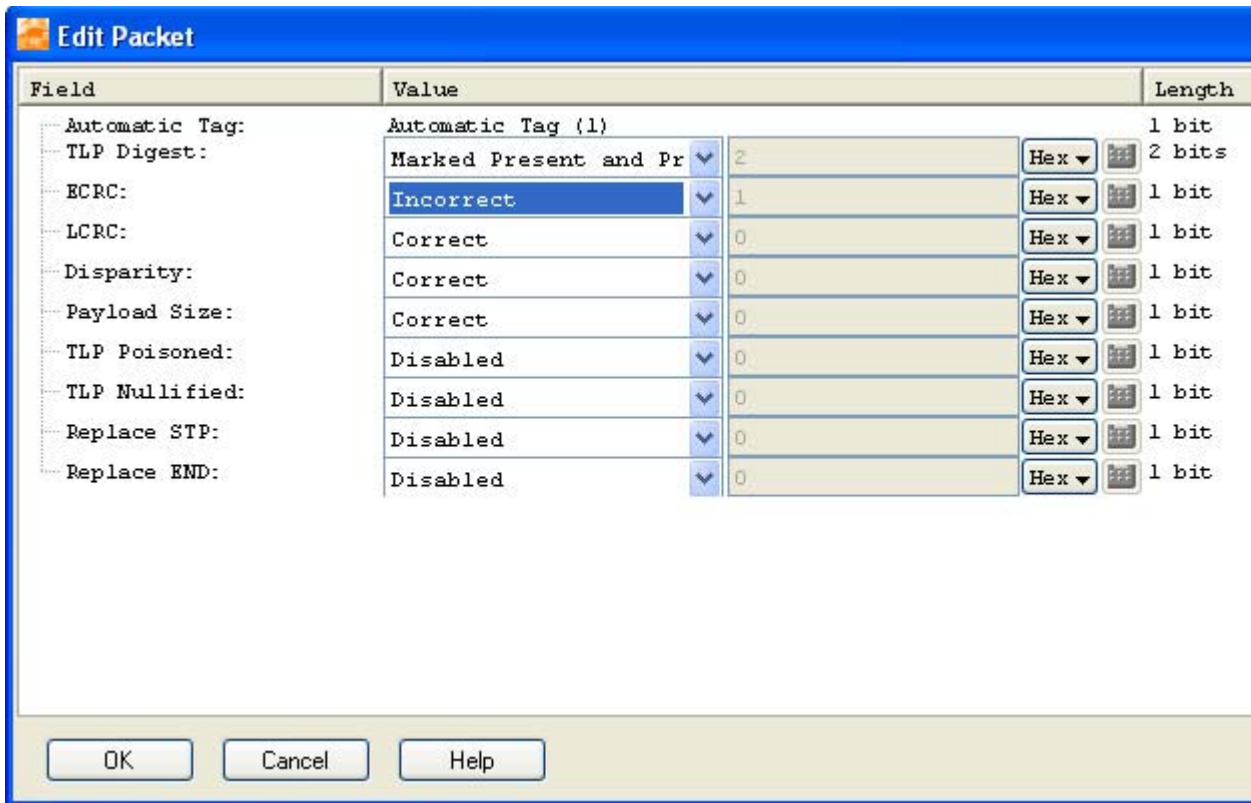 Edit Packet
Field Value Length
Automatic Tag: Automatic Tag (1) 1 bit
TLP Digest: Marked Present and Pr 2 Hex 2 bits
ECRC: Incorrect 1 Hex 1 bit
LCRC: Correct 0 Hex 1 bit
Disparity: Correct 0 Hex 1 bit
Payload Size: Correct 0 Hex 1 bit
TLP Poisoned: Disabled 0 Hex 1 bit
TLP Nullified: Disabled 0 Hex 1 bit
Replace STP: Disabled 0 Hex 1 bit
Replace END: Disabled 0 Hex 1 bit
OK Cancel Help